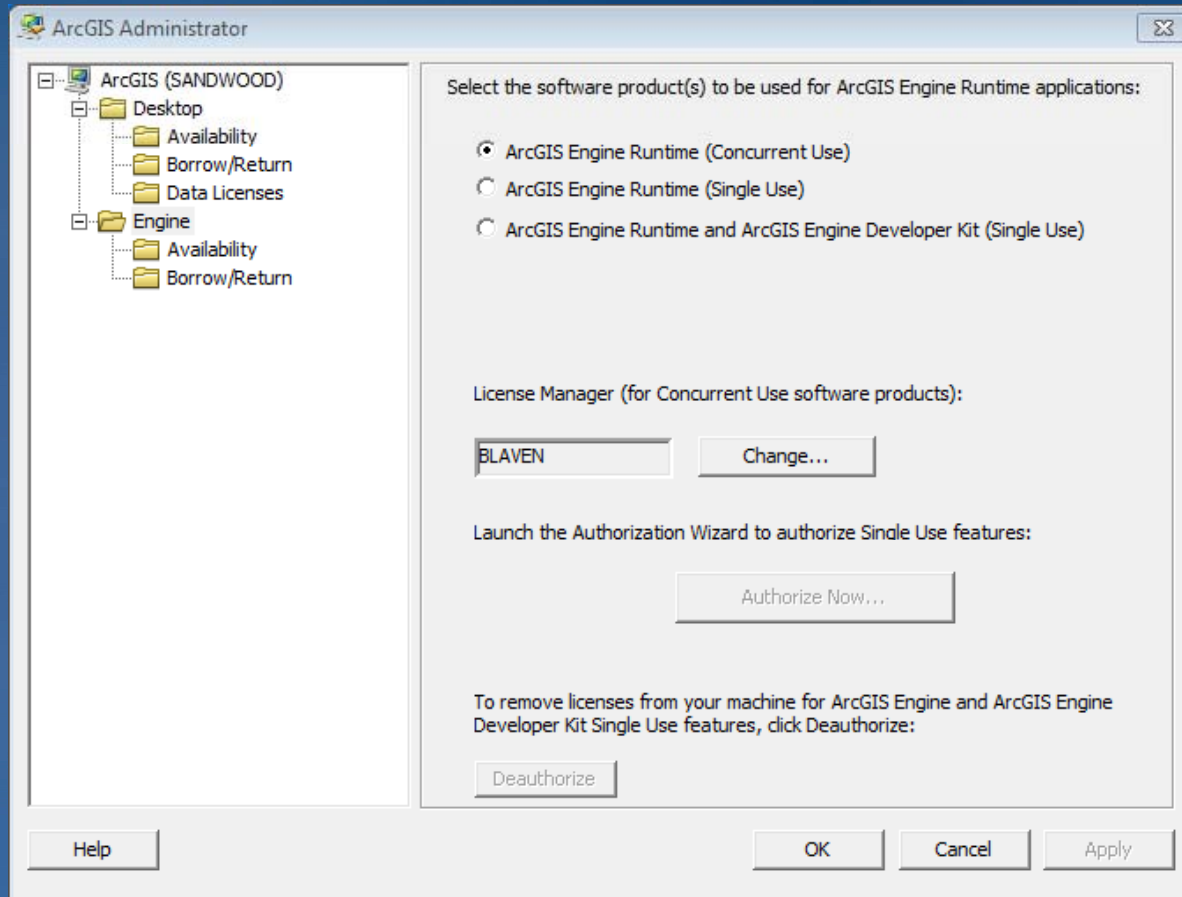 ArcGIS Administrator
ArcGIS (SANDWOOD)
Desktop
Availability
Borrow/Return
Data Licenses
Engine
Availability
Borrow/Return
Select the software product(s) to be used for ArcGIS Engine Runtime applications:
ArcGIS Engine Runtime (Concurrent Use)
ArcGIS Engine Runtime (Single Use)
ArcGIS Engine Runtime and ArcGIS Engine Developer Kit (Single Use)
License Manager (for Concurrent Use software products):
BLAVEN
Change...
Launch the Authorization Wizard to authorize Single Use features:
Authorize Now...
To remove licenses from your machine for ArcGIS Engine and ArcGIS Engine
Developer Kit Single Use features, click Deauthorize:
Deauthorize
Help
OK
Cancel
Apply